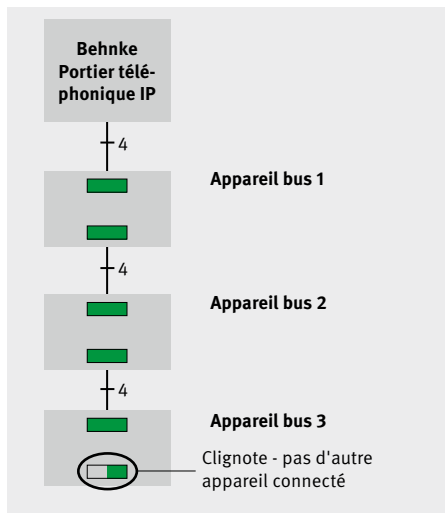 Behnke
Portier télé-
phonique IP
4
Appareil bus 1
4
Appareil bus 2
4
Appareil bus 3
Clignote - pas d'autre
appareil connecté